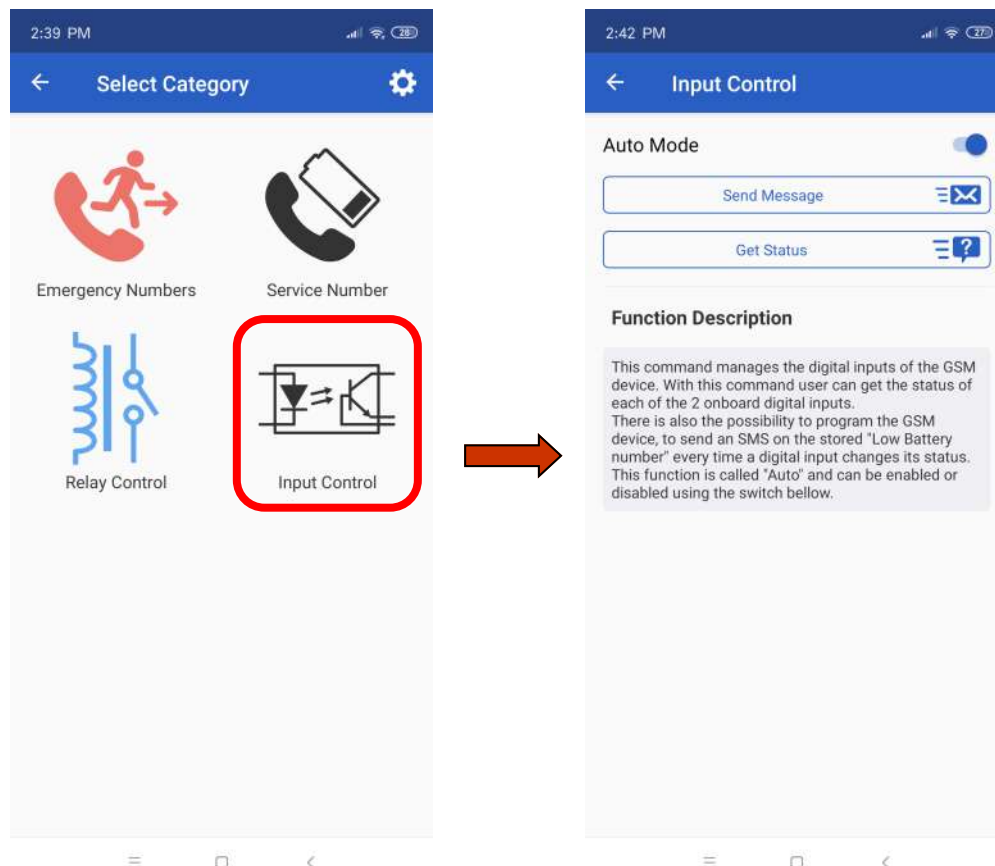 2:39 PM
28
Select Category
Emergency Numbers
Service Number
Relay Control
Input Control
2:42 PM
27
Input Control
Auto Mode
Send Message
Get Status
?
Function Description
This command manages the digital inputs of the GSM
device. With this command user can get the status of
each of the 2 onboard digital inputs.
There is also the possibility to program the GSM
device, to send an SMS on the stored "Low Battery
number" every time a digital input changes its status.
This function is called "Auto" and can be enabled or
disabled using the switch bellow.